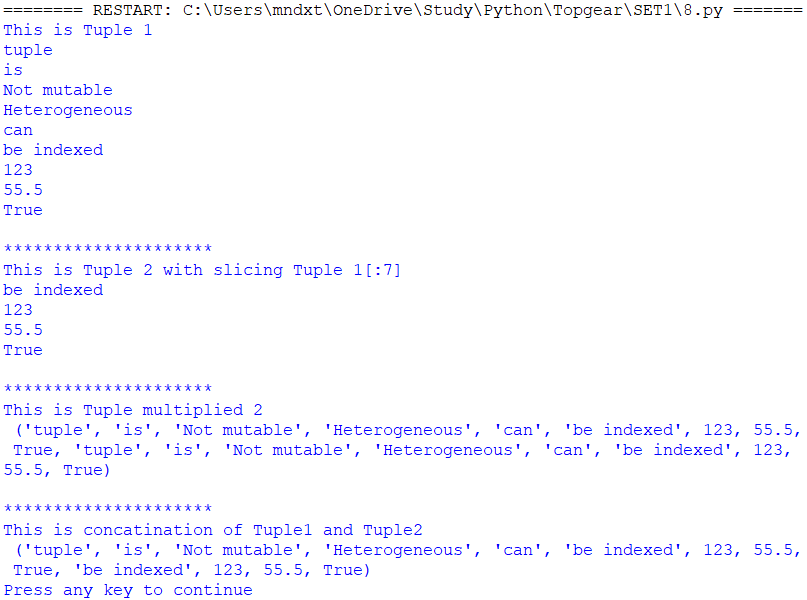 ======== RESTART: C:\Users\mndxt\OneDrive\Study\Python\Topgear\SET1\8.py =======
This is Tuple 1
tuple
is
Not mutable
Heterogeneous
can
be indexed
123
55.5
True
*********************
This is Tuple 2 with slicing Tuple 1[:7]
be indexed
123
55.5
True
*********************
This is Tuple multiplied 2
 ('tuple', 'is', 'Not mutable', 'Heterogeneous', 'can', 'be indexed', 123, 55.5,
 True, 'tuple', 'is', 'Not mutable', 'Heterogeneous', 'can', 'be indexed', 123,
55.5, True)
*********************
This is concatination of Tuple1 and Tuple2
 ('tuple', 'is', 'Not mutable', 'Heterogeneous', 'can', 'be indexed', 123, 55.5,
 True, 'be indexed', 123, 55.5, True)
Press any key to continue